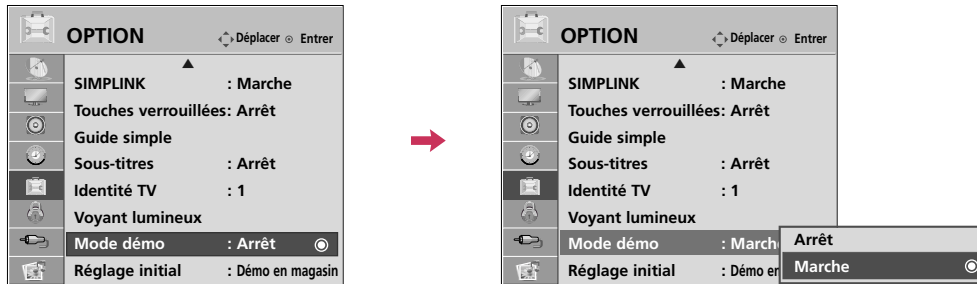 OPTION Déplacer Entrer
SIMPLINK : Marche
Touches verrouillées: Arrêt
Guide simple
Sous-titres : Arrêt
Identité TV : 1
Voyant lumineux
Mode démo : Arrêt
Réglage initial : Démo en magasin
OPTION Déplacer Entrer
SIMPLINK : Marche
Touches verrouillées: Arrêt
Guide simple
Sous-titres : Arrêt
Identité TV : 1
Voyant lumineux
Mode démo : March
Réglage initial : Démo en
Arrêt
Marche